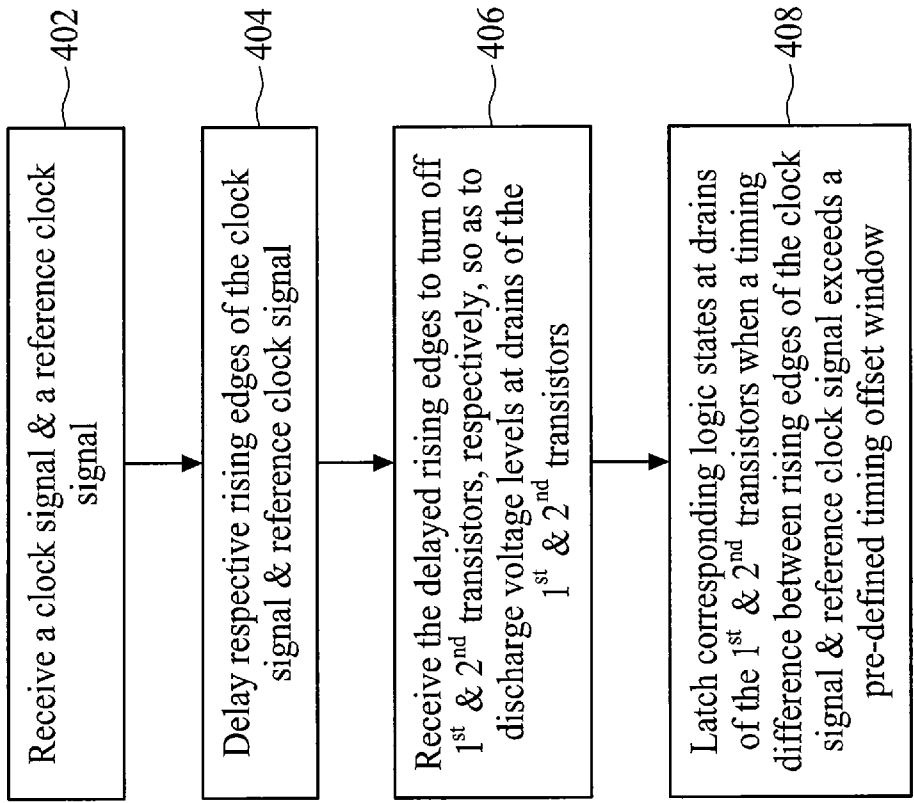 Receive a clock signal & a reference clock
signal
402
Delay respective rising edges of the clock
signal & reference clock signal
404
Receive the delayed rising edges to turn off
1st & 2nd transistors, respectively, so as to
discharge voltage levels at drains of the
1st & 2nd transistors
406
Latch corresponding logic states at drains
of the 1st & 2nd transistors when a timing
difference between rising edges of the clock
signal & reference clock signal exceeds a
pre-defined timing offset window
408